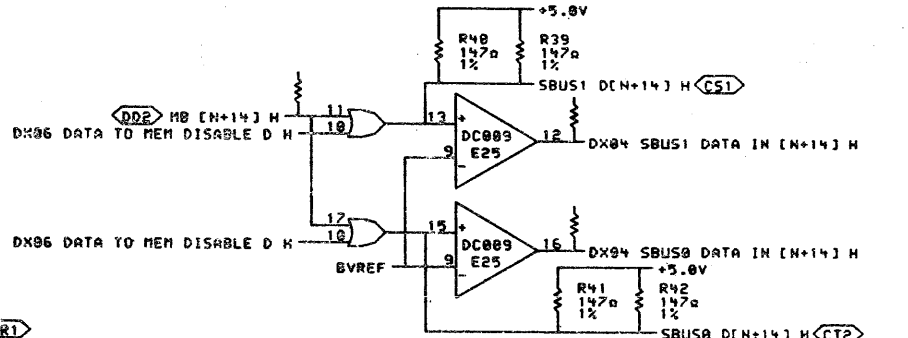 +5.0V
R40 R39
147Ω 147Ω
1% 1%
SBUS1 D[N+14] H CS1
DD2 MB [N+14] H 11
DX06 DATA TO MEM DISABLE D H 10
13 +
DC009
E25
9 -
12 DX04 SBUS1 DATA IN [N+14] H
17
DX06 DATA TO MEM DISABLE D H 10
15 +
DC009
E25
BVREF 9 -
16 DX04 SBUS0 DATA IN [N+14] H
+5.0V
R41 R42
147Ω 147Ω
1% 1%
R1
SBUS0 D[N+14] H CT2